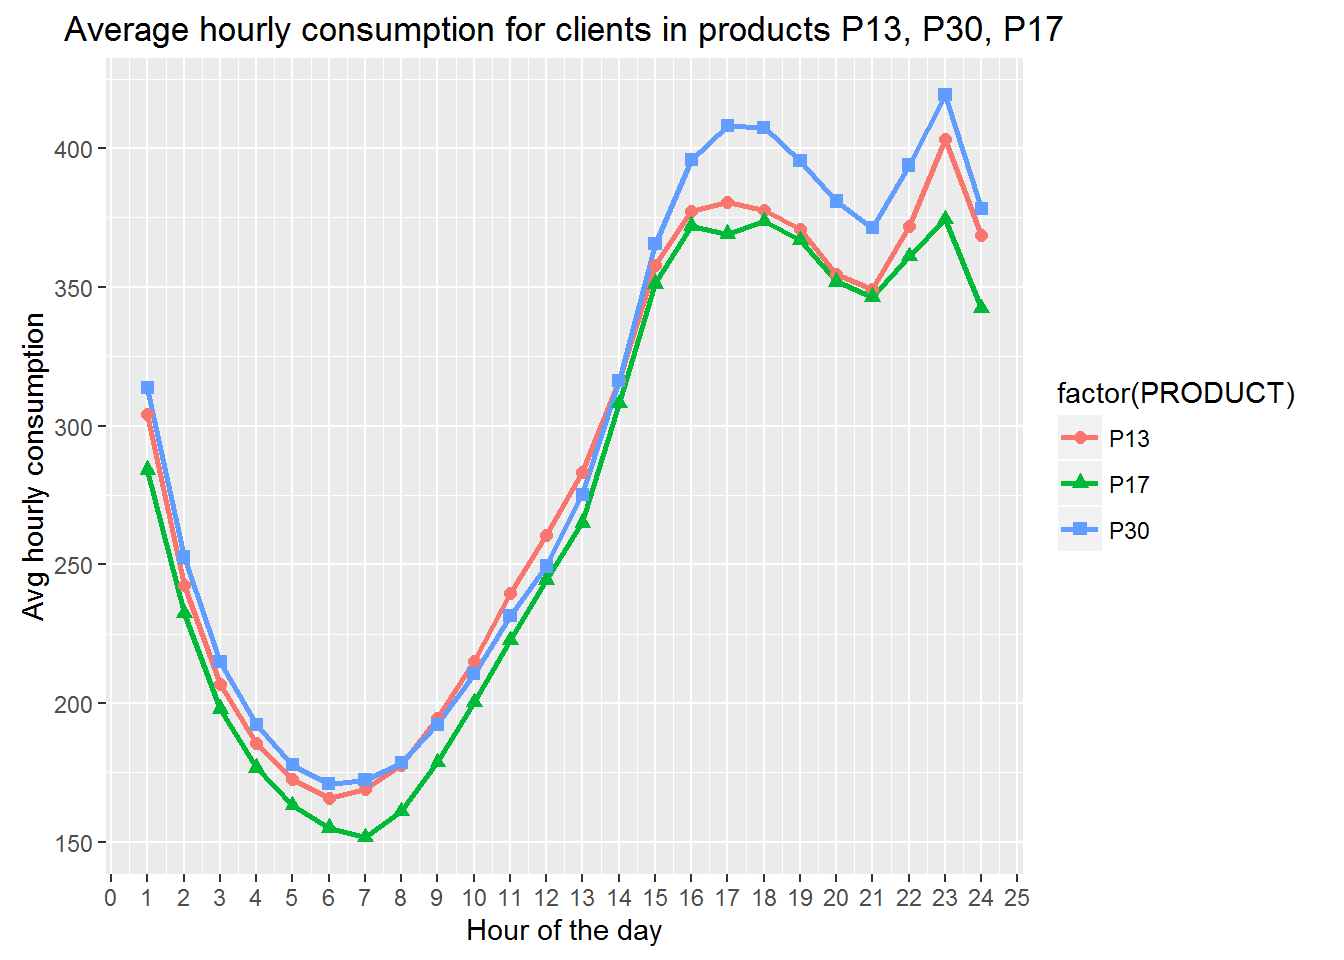 Average hourly consumption for clients in products P13, P30, P17
400
350
300
250
200
150
Avg hourly consumption
0 1 2 3 4 5 6 7 8 9 10 11 12 13 14 15 16 17 18 19 20 21 22 23 24 25
Hour of the day
factor(PRODUCT)
P13
P17
P30